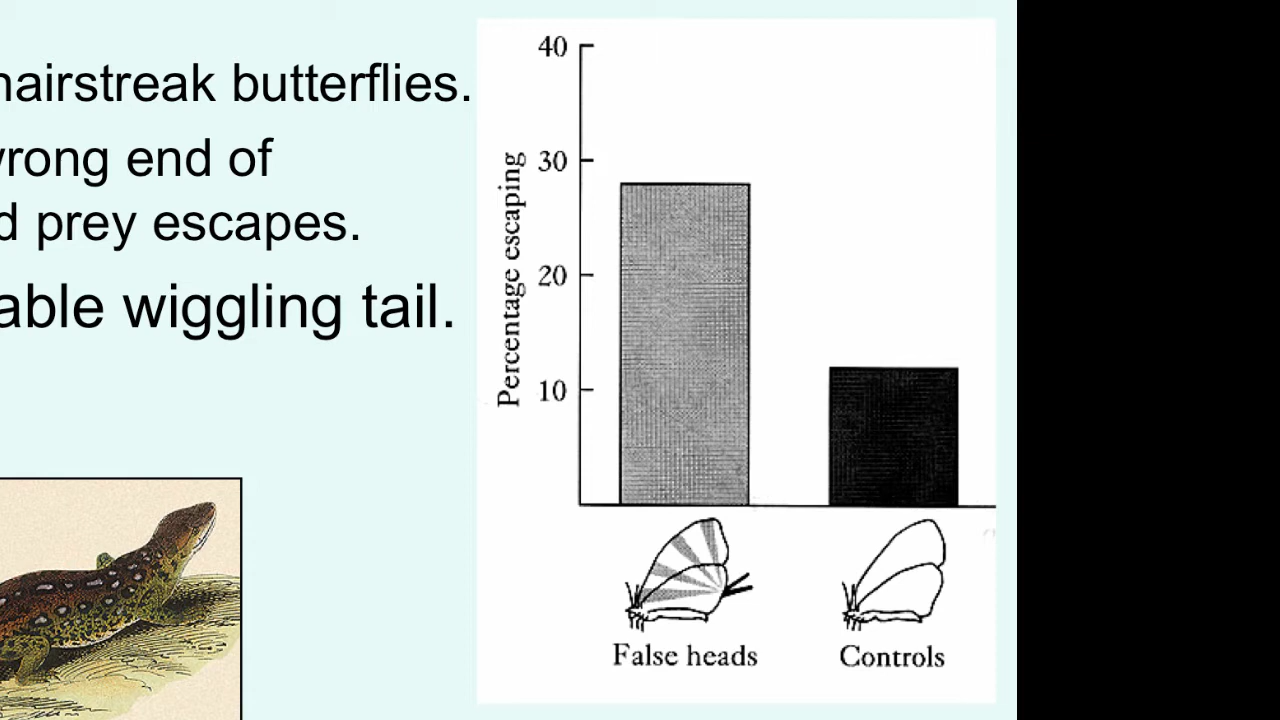 hairstreak butterflies.
wrong end of
d prey escapes.
able wiggling tail.
40
30
20
10
Percentage escaping
False heads
Controls